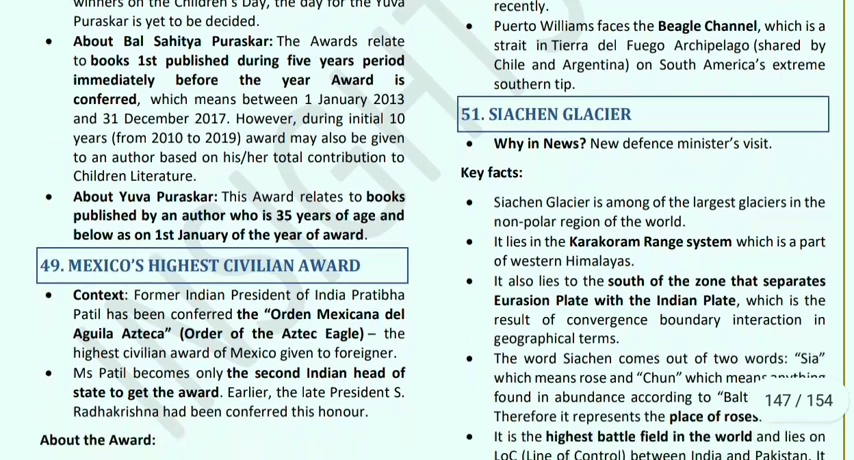 winners on the Children's Day, the day for the Yuva
Puraskar is yet to be decided.
• About Bal Sahitya Puraskar: The Awards relate
to books 1st published during five years period
immediately before the year Award is
conferred, which means between 1 January 2013
and 31 December 2017. However, during initial 10
years (from 2010 to 2019) award may also be given
to an author based on his/her total contribution to
Children Literature.
• About Yuva Puraskar: This Award relates to books
published by an author who is 35 years of age and
below as on 1st January of the year of award.
49. MEXICO'S HIGHEST CIVILIAN AWARD
• Context: Former Indian President of India Pratibha
Patil has been conferred the "Orden Mexicana del
Aguila Azteca" (Order of the Aztec Eagle) – the
highest civilian award of Mexico given to foreigner.
• Ms Patil becomes only the second Indian head of
state to get the award. Earlier, the late President S.
Radhakrishna had been conferred this honour.
About the Award:
recently.
• Puerto Williams faces the Beagle Channel, which is a
strait in Tierra del Fuego Archipelago (shared by
Chile and Argentina) on South America's extreme
southern tip.
51. SIACHEN GLACIER
• Why in News? New defence minister's visit.
Key facts:
• Siachen Glacier is among of the largest glaciers in the
non-polar region of the world.
• It lies in the Karakoram Range system which is a part
of western Himalayas.
• It also lies to the south of the zone that separates
Eurasion Plate with the Indian Plate, which is the
result of convergence boundary interaction in
geographical terms.
• The word Siachen comes out of two words: "Sia"
which means rose and "Chun" which means anything
found in abundance according to "Balt
Therefore it represents the place of roses.
• It is the highest battle field in the world and lies on
LoC (Line of Control) between India and Pakistan. It
147 / 154
INSIGHTS